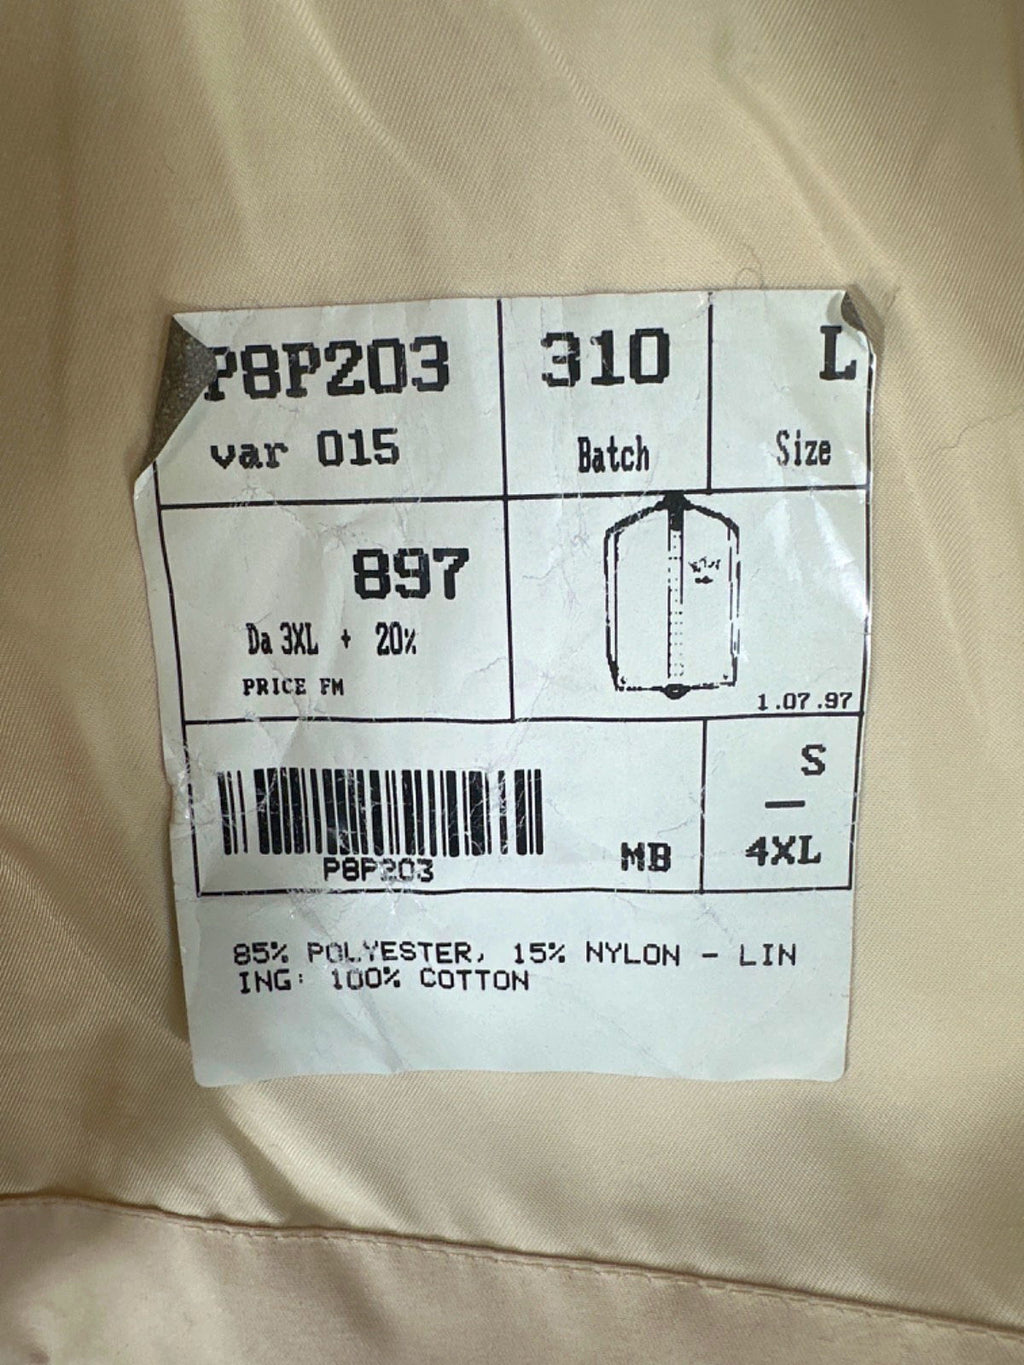 P8P203
var 015
310
Batch
L
Size
897
Da 3XL + 20%
PRICE FM
1.07.97
P8P203
MB
S
—
4XL
85% POLYESTER, 15% NYLON - LIN
ING: 100% COTTON